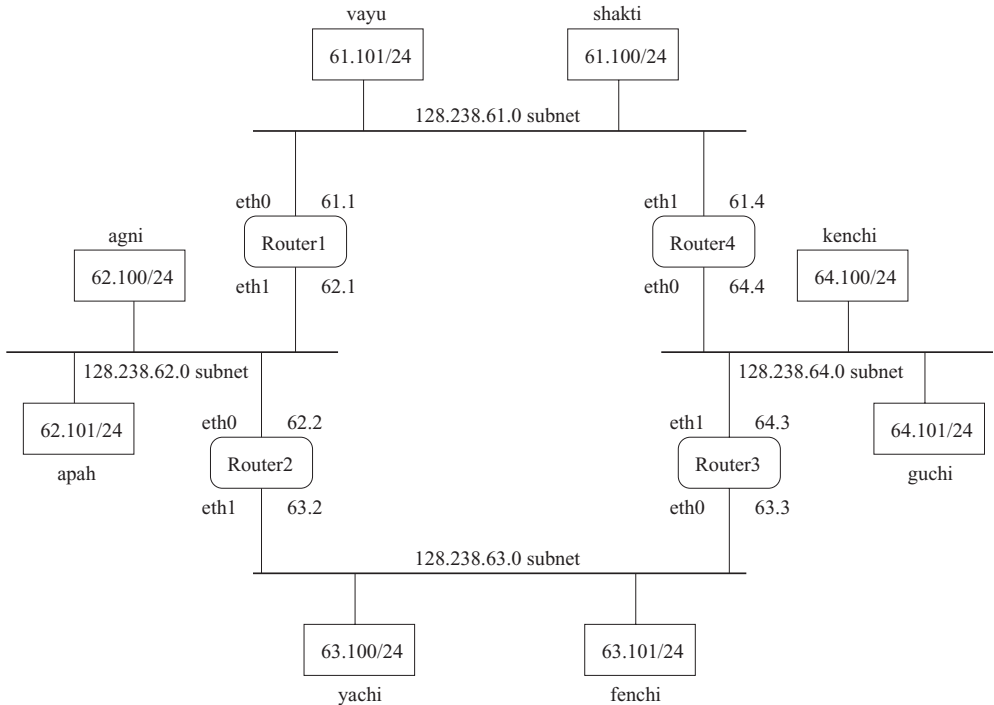 vayu
shakti
61.101/24
61.100/24
128.238.61.0 subnet
eth0
61.1
eth1
61.4
agni
Router1
Router4
kenchi
62.100/24
eth1
62.1
eth0
64.4
64.100/24
128.238.62.0 subnet
128.238.64.0 subnet
62.101/24
eth0
62.2
eth1
64.3
64.101/24
apah
Router2
Router3
guchi
eth1
63.2
eth0
63.3
128.238.63.0 subnet
63.100/24
63.101/24
yachi
fenchi